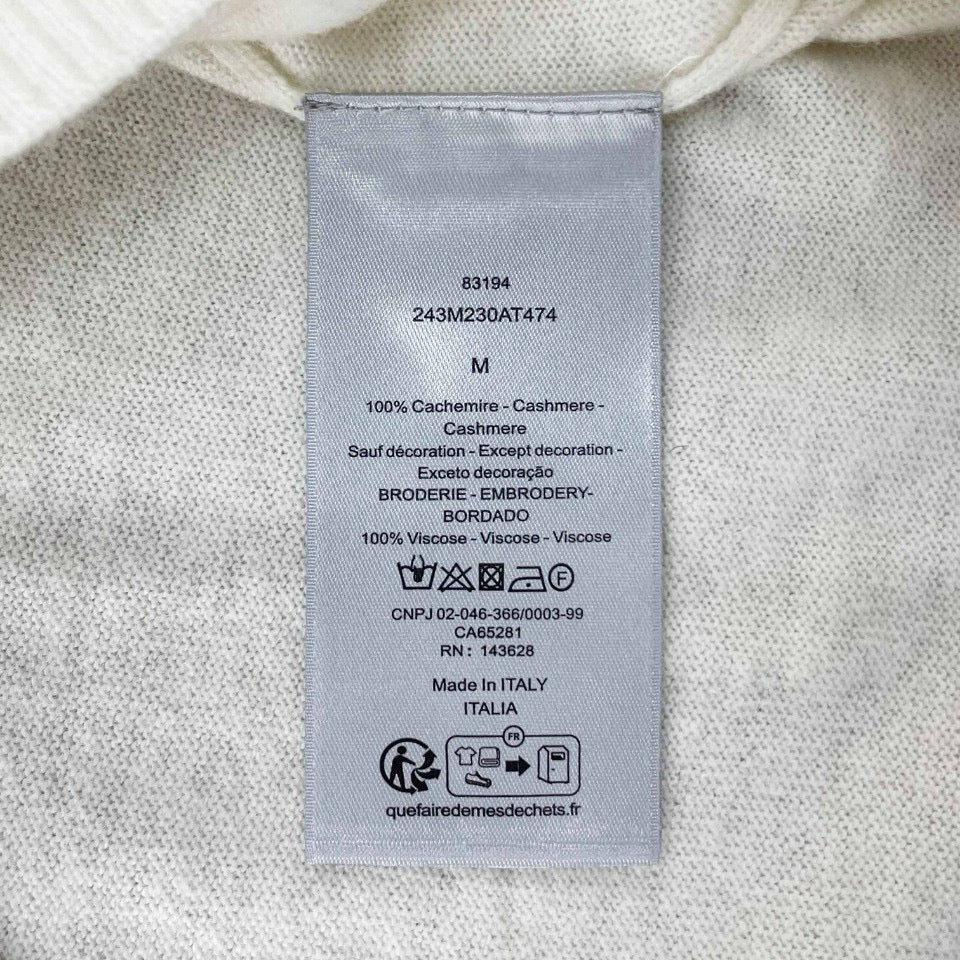 83194
243M230AT474
M
100% Cachemire - Cashmere -
Cashmere
Sauf décoration - Except decoration -
Exceto decoração
BRODERIE - EMBRODERY-
BORDADO
100% Viscose - Viscose - Viscose
F
CNPJ 02-046-366/0003-99
CA65281
RN : 143628
Made In ITALY
ITALIA
FR
quefairedemesdechets.fr